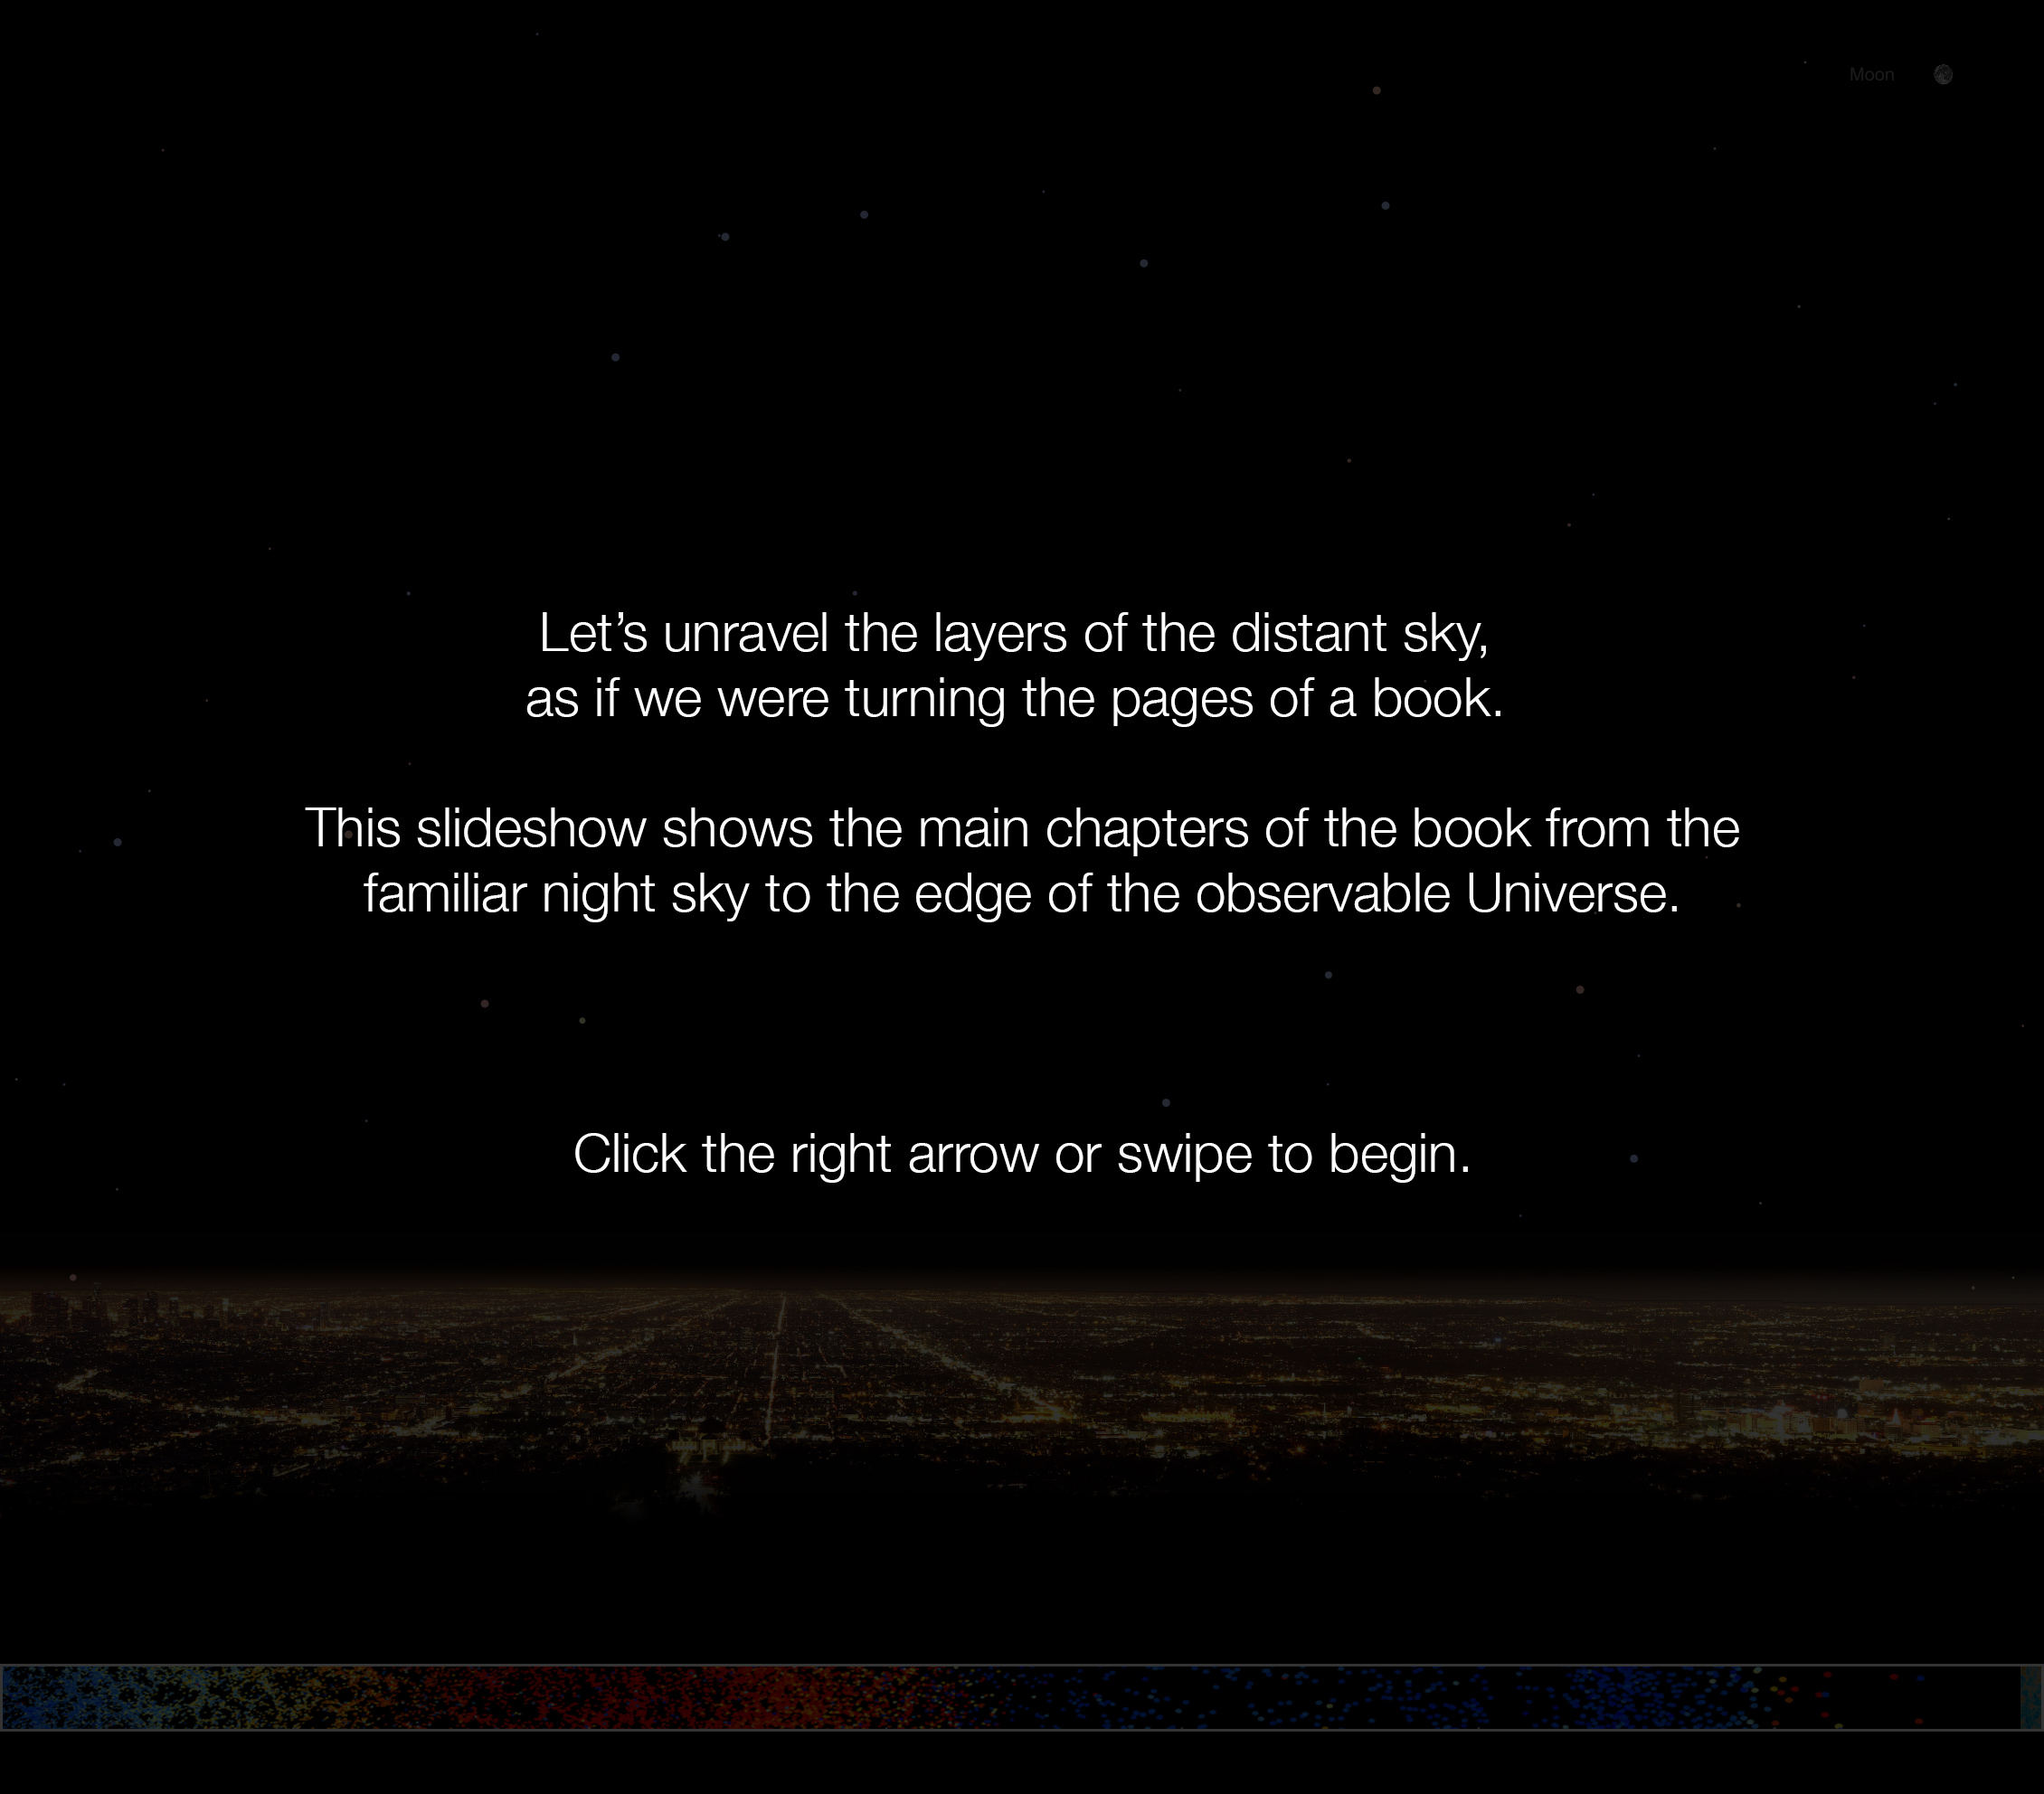 Moon
Let’s unravel the layers of the distant sky,
as if we were turning the pages of a book.
This slideshow shows the main chapters of the book from the
familiar night sky to the edge of the observable Universe.
Click the right arrow or swipe to begin.